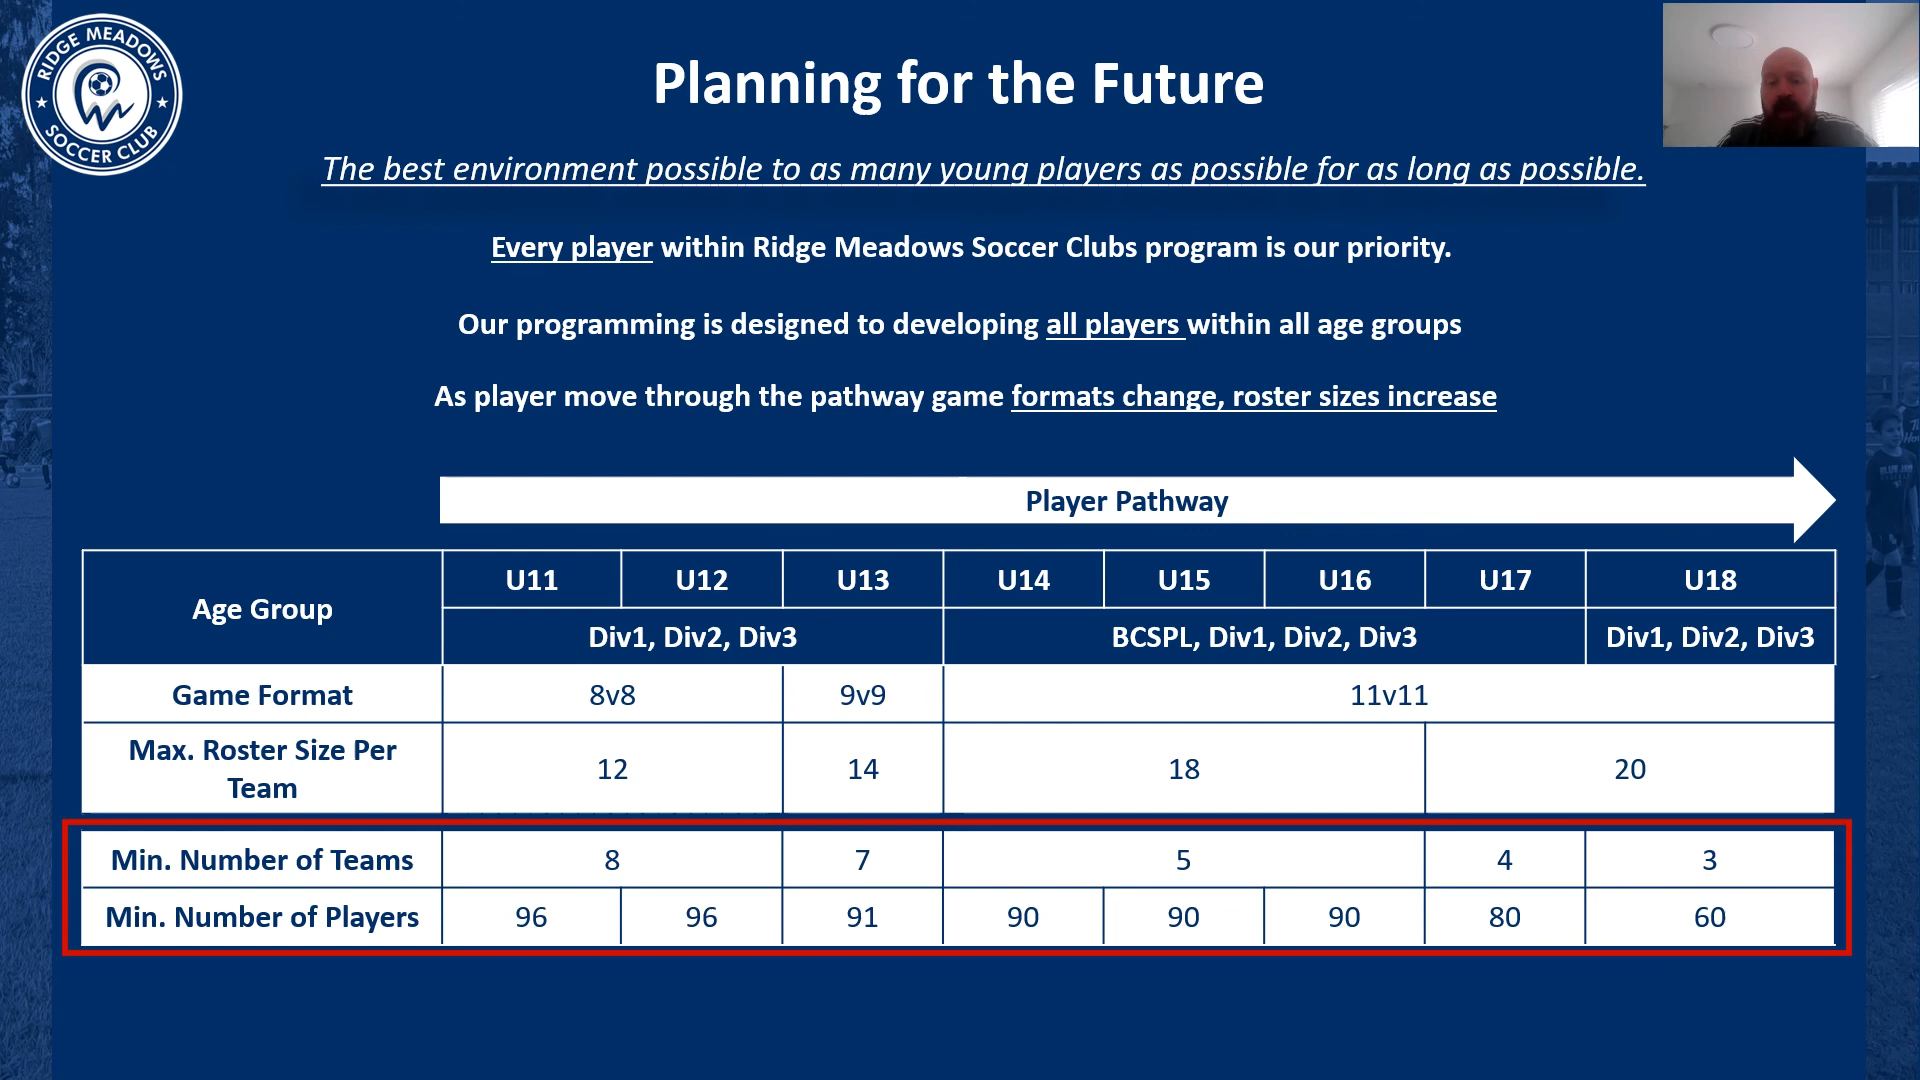 RIDGE MEADOWS
SOCCER CLUB
Planning for the Future
The best environment possible to as many young players as possible for as long as possible.
Every player within Ridge Meadows Soccer Clubs program is our priority.
Our programming is designed to developing all players within all age groups
As player move through the pathway game formats change, roster sizes increase
Player Pathway
Age Group U11 U12 U13 U14 U15 U16 U17 U18
Div1, Div2, Div3 BCSPL, Div1, Div2, Div3 Div1, Div2, Div3
Game Format 8v8 9v9 11v11
Max. Roster Size Per
Team 12 14 18 20
Min. Number of Teams 8 7 5 4 3
Min. Number of Players 96 96 91 90 90 90 80 60